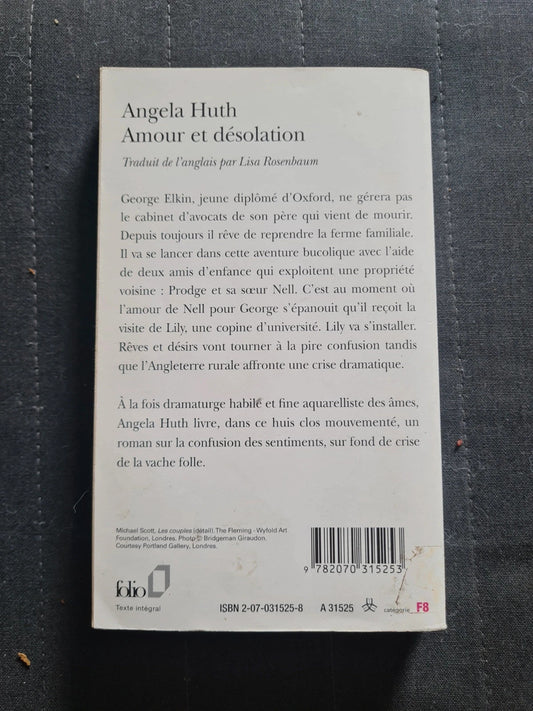 Angela Huth
Amour et désolation
Traduit de l'anglais par Lisa Rosenbaum
George Elkin, jeune diplômé d'Oxford, ne gérera pas
le cabinet d'avocats de son père qui vient de mourir.
Depuis toujours il rêve de reprendre la ferme familiale.
Il va se lancer dans cette aventure bucolique avec l'aide
de deux amis d'enfance qui exploitent une propriété
voisine : Prodge et sa sœur Nell. C'est au moment où
l'amour de Nell pour George s'épanouit qu'il reçoit la
visite de Lily, une copine d'université. Lily va s'installer.
Rêves et désirs vont tourner à la pire confusion tandis
que l'Angleterre rurale affronte une crise dramatique.
À la fois dramaturge habile et fine aquarelliste des âmes,
Angela Huth livre, dans ce huis clos mouvementé, un
roman sur la confusion des sentiments, sur fond de crise
de la vache folle.
Michael Scott, Les couples (détail). The Fleming - Wyfold Art
Foundation, Londres. Photo © Bridgeman Giraudon.
Courtesy Portland Gallery, Londres.
9 782070 315253
folio
Texte intégral
ISBN 2-07-031525-8 A 31525 catégorie F8